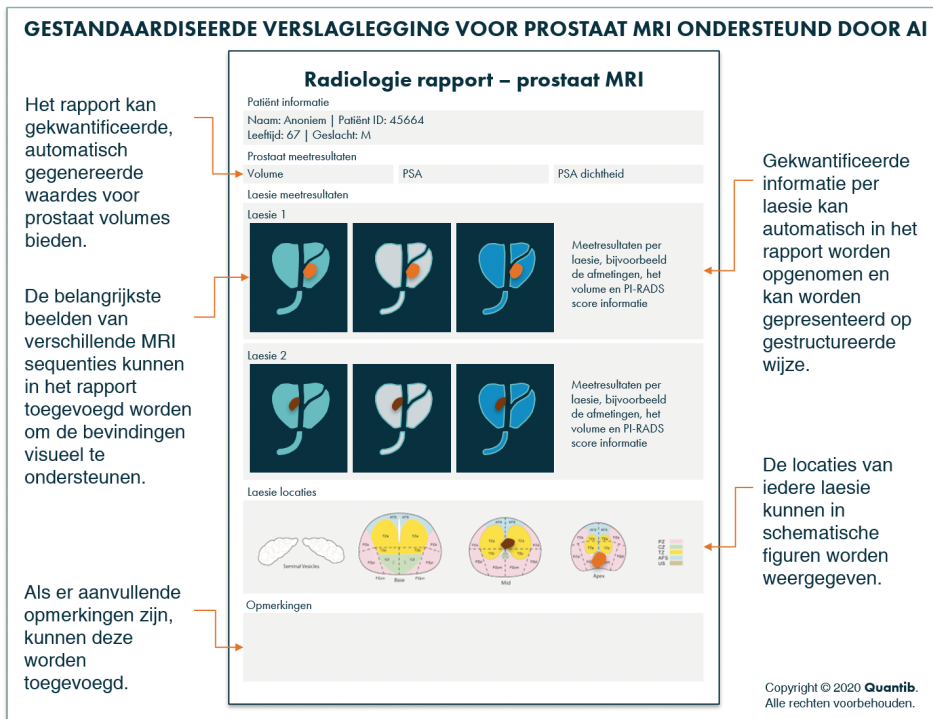 GESTANDAARDISEERDE VERSLAGLEGGING VOOR PROSTAAT MRI ONDERSTEUND DOOR AI
Het rapport kan
gekwantificeerde,
automatisch
gegenereerde
waardes voor
prostaat volumes
bieden.
De belangrijkste
beelden van
verschillende MRI
sequenties kunnen
in het rapport
toegevoegd worden
om de bevindingen
visueel te
ondersteunen.
Als er aanvullende
opmerkingen zijn,
kunnen deze
worden
toegevoegd.
Radiologie rapport – prostaat MRI
Patiënt informatie
Naam: Anoniem | Patiënt ID: 45664
Leeftijd: 67 | Geslacht: M
Prostaat meetresultaten
Volume
PSA
PSA dichtheid
Laesie meetresultaten
Laesie 1
Meetresultaten per
laesie, bijvoorbeeld
de afmetingen, het
volume en PI-RADS
score informatie
Laesie 2
Meetresultaten per
laesie, bijvoorbeeld
de afmetingen, het
volume en PI-RADS
score informatie
Laesie locaties
Seminal Vesicles
Base
Mid
Apex
PZ
CZ
TZ
AFS
US
Opmerkingen
Gekwantificeerde
informatie per
laesie kan
automatisch in het
rapport worden
opgenomen en
kan worden
gepresenteerd op
gestructureerde
wijze.
De locaties van
iedere laesie
kunnen in
schematische
figuren worden
weergegeven.
Copyright © 2020 Quantib.
Alle rechten voorbehouden.